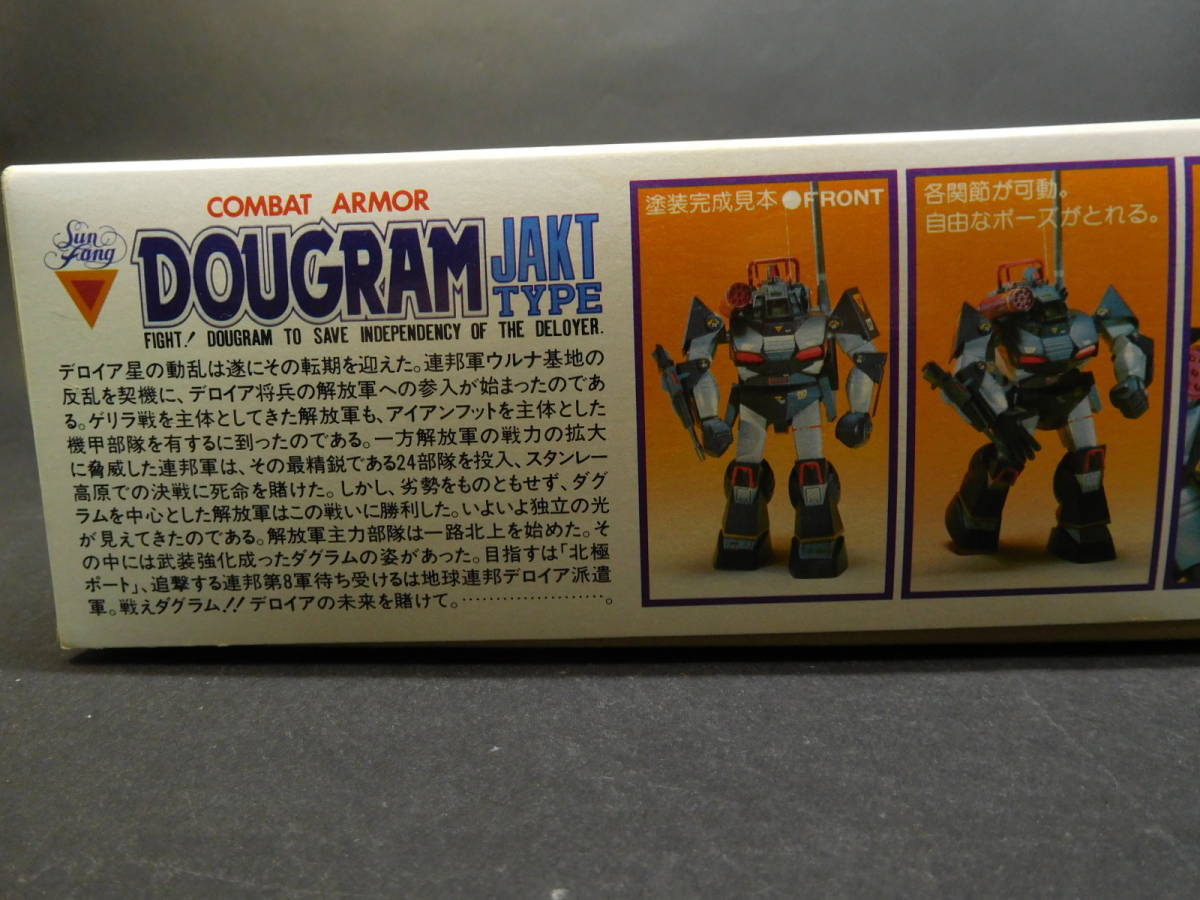 COMBAT ARMOR
Sun Fang
DOUGRAM
JAKT
TYPE
FIGHT! DOUGRAM TO SAVE INDEPENDENCY OF THE DELOYER.
デロイア星の動乱は遂にその転期を迎えた。連邦軍ウルナ基地の
反乱を契機に、デロイア将兵の解放軍への参入が始まったのであ
る。ゲリラ戦を主体としてきた解放軍も、アイアンフットを主体とした
機甲部隊を有するに到ったのである。一方解放軍の戦力の拡大
に脅威した連邦軍は、その最精鋭である24部隊を投入、スタンレー
高原での決戦に死命を賭けた。しかし、劣勢をものともせず、ダグ
ラムを中心とした解放軍はこの戦いに勝利した。いよいよ独立の光
が見えてきたのである。解放軍主力部隊は一路北上を始めた。そ
の中には武装強化成ったダグラムの姿があった。目指すは「北極
ポート」、追撃する連邦第8軍待ち受けるは地球連邦デロイア派遣
軍。戦えダグラム!! デロイアの未来を賭けて。…………………。
塗装完成見本 ●FRONT
各関節が可動。
自由なポーズがとれる。